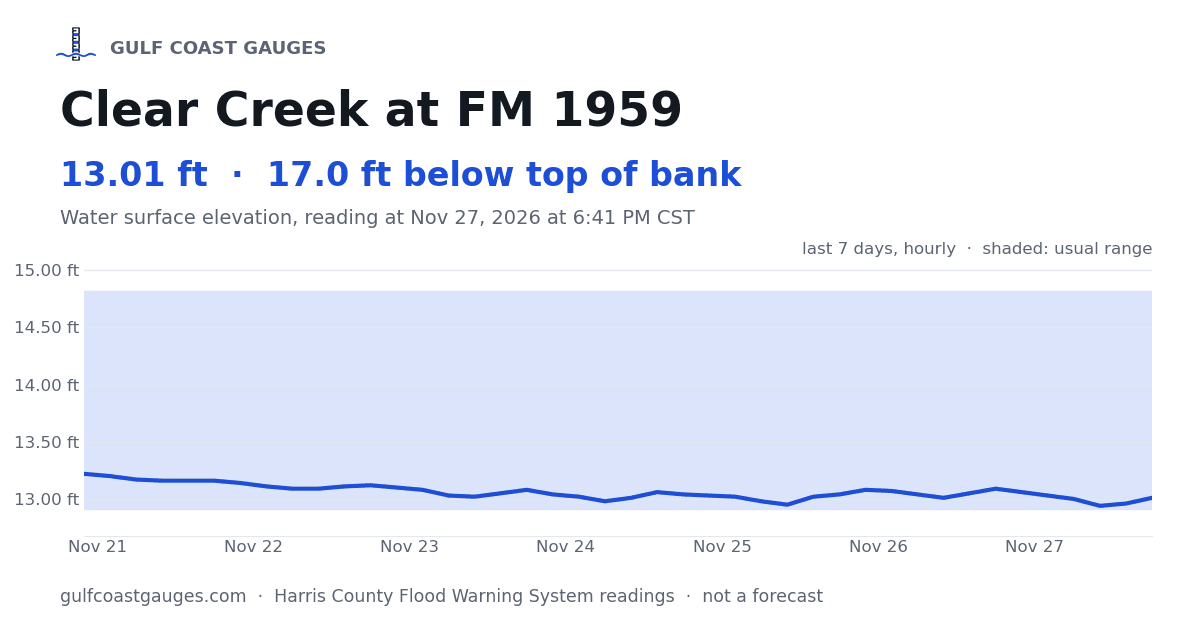 GULF COAST GAUGES
Clear Creek at FM 1959
13.01 ft · 17.0 ft below top of bank
Water surface elevation, reading at Nov 27, 2026 at 6:41 PM CST
last 7 days, hourly · shaded: usual range
15.00 ft
14.50 ft
14.00 ft
13.50 ft
13.00 ft
Nov 21 Nov 22 Nov 23 Nov 24 Nov 25 Nov 26 Nov 27
gulfcoastgauges.com · Harris County Flood Warning System readings · not a forecast